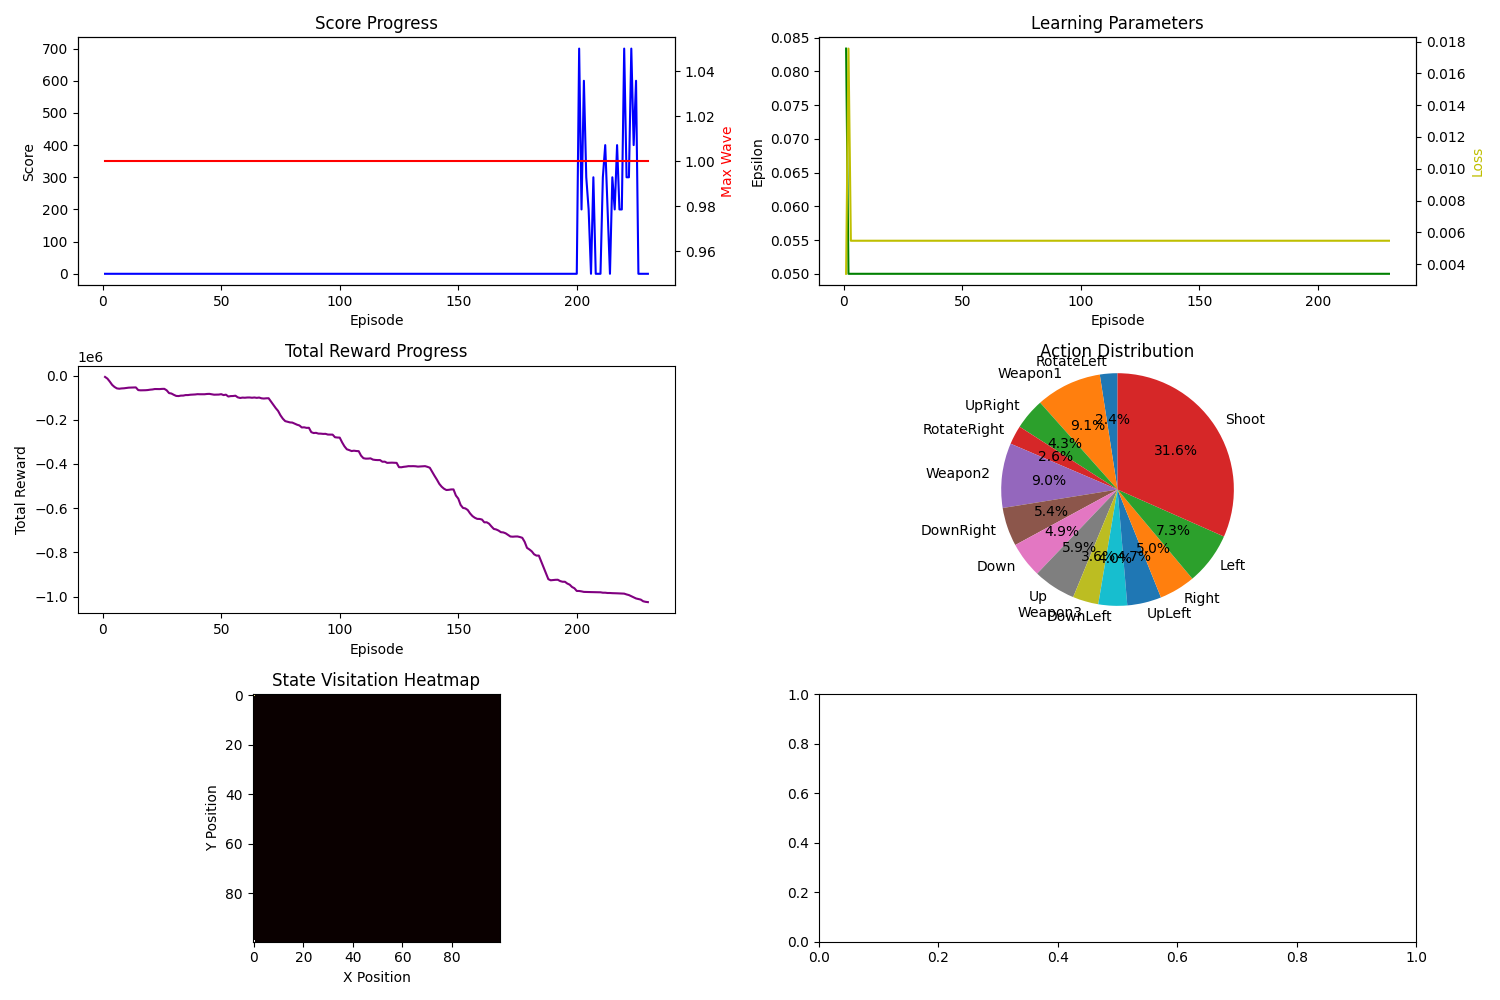 Score Progress
700
600
500
400
300
200
100
0
Score
1.04
1.02
1.00
0.98
0.96
Max Wave
0 50 100 150 200
Episode
Learning Parameters
0.085
0.080
0.075
0.070
0.065
0.060
0.055
0.050
Epsilon
0.018
0.016
0.014
0.012
0.010
0.008
0.006
0.004
Loss
0 50 100 150 200
Episode
Total Reward Progress
1e6
0.0
−0.2
−0.4
−0.6
−0.8
−1.0
Total Reward
0 50 100 150 200
Episode
Action Distribution
RotateLeft
2.4%
Weapon1
9.1%
UpRight
4.3%
RotateRight
2.6%
Weapon2
9.0%
DownRight
5.4%
Down
4.9%
Up
5.9%
Weapon3
3.6%
DownLeft
4.0%
UpLeft
4.7%
Right
5.0%
Left
7.3%
Shoot
31.6%
State Visitation Heatmap
0
20
40
60
80
Y Position
0 20 40 60 80
X Position
1.0
0.8
0.6
0.4
0.2
0.0
0.0 0.2 0.4 0.6 0.8 1.0